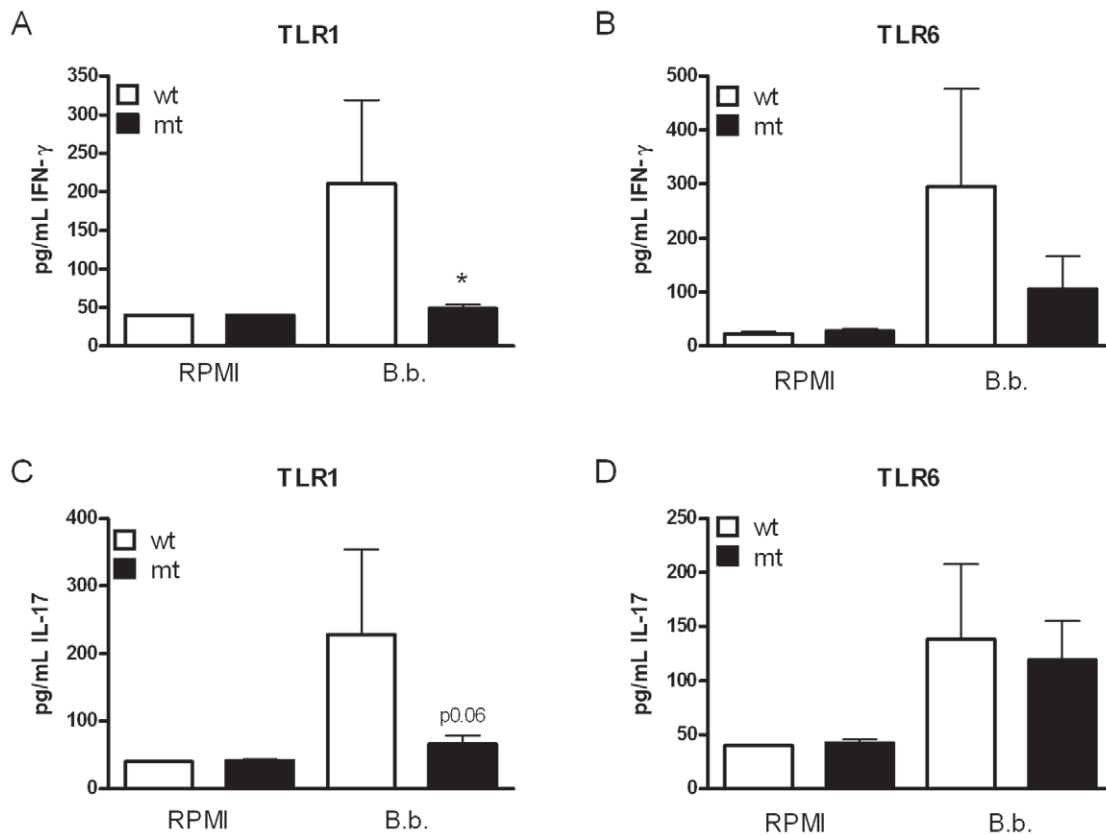 A
TLR1
pg/mL IFN-γ
350
300
250
200
150
100
50
0
wt
mt
*
RPMI
B.b.
B
TLR6
pg/mL IFN-γ
500
400
300
200
100
0
wt
mt
RPMI
B.b.
C
TLR1
pg/mL IL-17
400
300
200
100
0
wt
mt
p0.06
RPMI
B.b.
D
TLR6
pg/mL IL-17
250
200
150
100
50
0
wt
mt
RPMI
B.b.